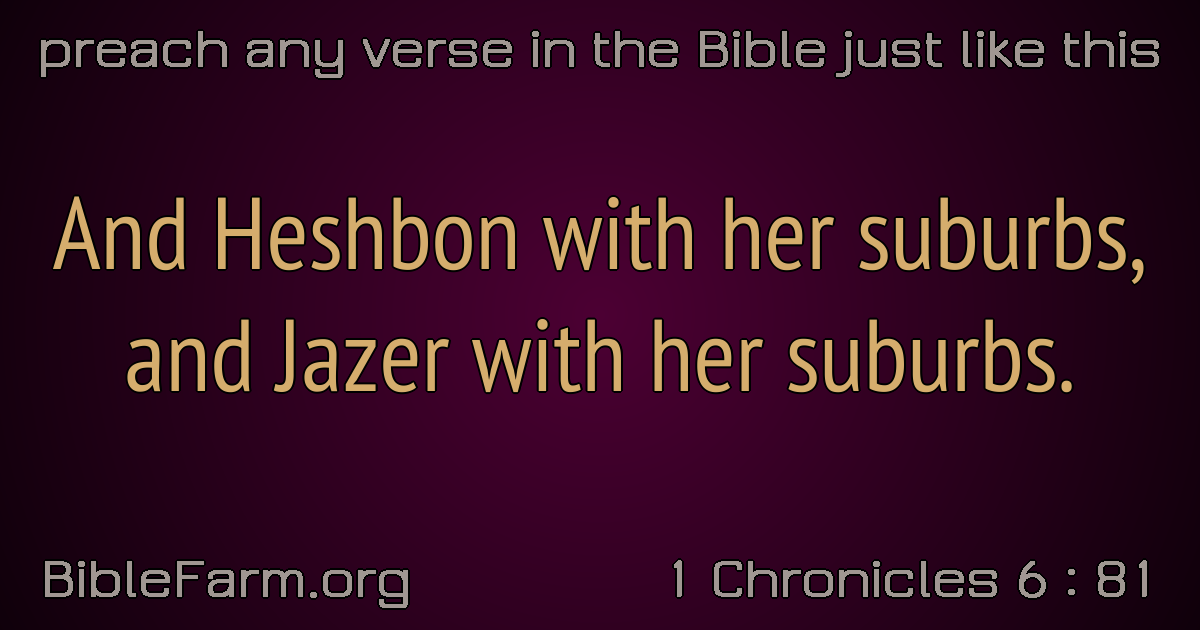 preach any verse in the Bible just like this
And Heshbon with her suburbs,
and Jazer with her suburbs.
BibleFarm.org
1 Chronicles 6 : 81